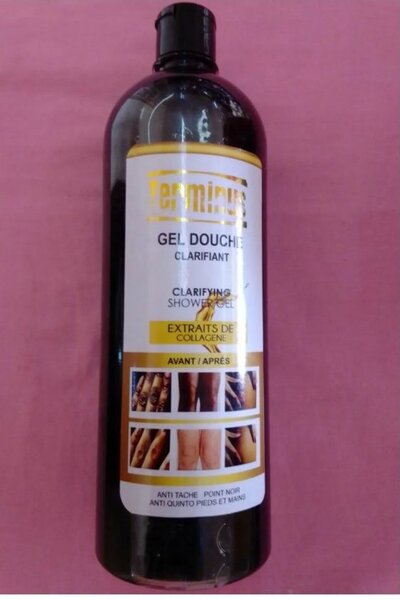 Terminus
GEL DOUCHE
CLARIFIANT
CLARIFYING
SHOWER GEL
EXTRAITS DE
COLLAGENE
AVANT / APRÈS
ANTI TACHE POINT NOIR
ANTI QUINTO PIEDS ET MAINS